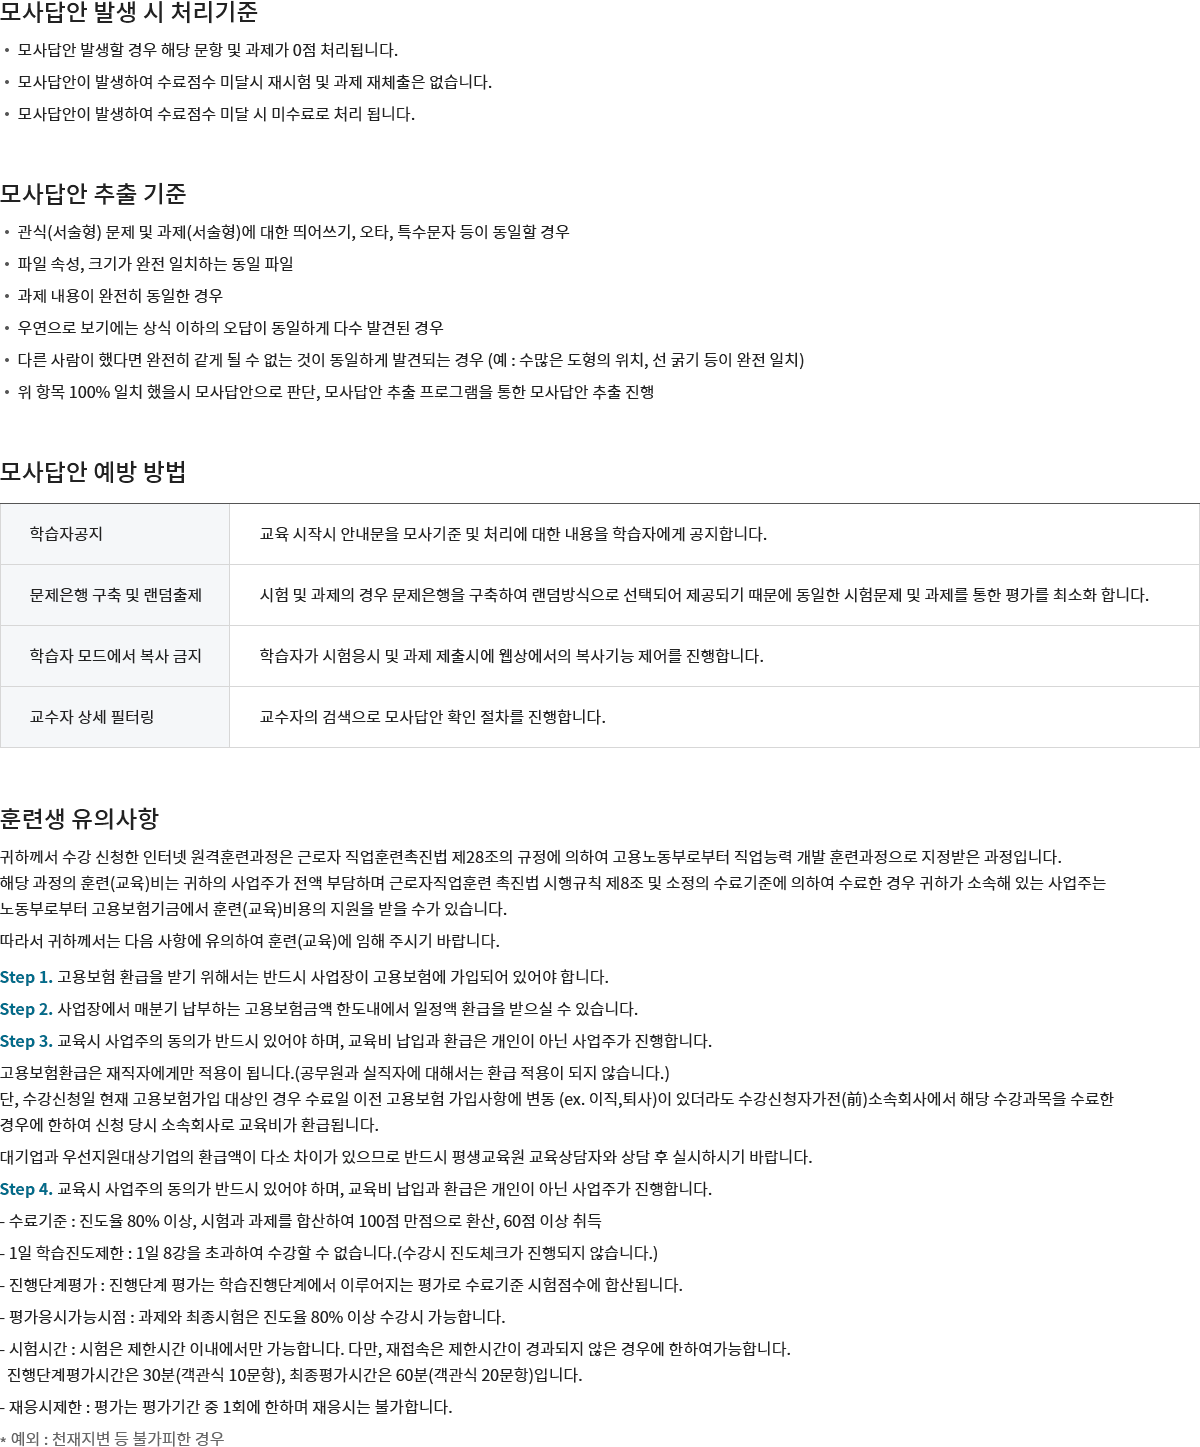 모사답안 발생 시 처리기준
• 모사답안 발생할 경우 해당 문항 및 과제가 0점 처리됩니다.
• 모사답안이 발생하여 수료점수 미달시 재시험 및 과제 재체출은 없습니다.
• 모사답안이 발생하여 수료점수 미달 시 미수료로 처리 됩니다.
모사답안 추출 기준
• 관식(서술형) 문제 및 과제(서술형)에 대한 띄어쓰기, 오타, 특수문자 등이 동일할 경우
• 파일 속성, 크기가 완전 일치하는 동일 파일
• 과제 내용이 완전히 동일한 경우
• 우연으로 보기에는 상식 이하의 오답이 동일하게 다수 발견된 경우
• 다른 사람이 했다면 완전히 같게 될 수 없는 것이 동일하게 발견되는 경우 (예 : 수많은 도형의 위치, 선 굵기 등이 완전 일치)
• 위 항목 100% 일치 했을시 모사답안으로 판단, 모사답안 추출 프로그램을 통한 모사답안 추출 진행
모사답안 예방 방법
학습자공지 교육 시작시 안내문을 모사기준 및 처리에 대한 내용을 학습자에게 공지합니다.
문제은행 구축 및 랜덤출제 시험 및 과제의 경우 문제은행을 구축하여 랜덤방식으로 선택되어 제공되기 때문에 동일한 시험문제 및 과제를 통한 평가를 최소화 합니다.
학습자 모드에서 복사 금지 학습자가 시험응시 및 과제 제출시에 웹상에서의 복사기능 제어를 진행합니다.
교수자 상세 필터링 교수자의 검색으로 모사답안 확인 절차를 진행합니다.
훈련생 유의사항
귀하께서 수강 신청한 인터넷 원격훈련과정은 근로자 직업훈련촉진법 제28조의 규정에 의하여 고용노동부로부터 직업능력 개발 훈련과정으로 지정받은 과정입니다.
해당 과정의 훈련(교육)비는 귀하의 사업주가 전액 부담하며 근로자직업훈련 촉진법 시행규칙 제8조 및 소정의 수료기준에 의하여 수료한 경우 귀하가 소속해 있는 사업주는
노동부로부터 고용보험기금에서 훈련(교육)비용의 지원을 받을 수가 있습니다.
따라서 귀하께서는 다음 사항에 유의하여 훈련(교육)에 임해 주시기 바랍니다.
Step 1. 고용보험 환급을 받기 위해서는 반드시 사업장이 고용보험에 가입되어 있어야 합니다.
Step 2. 사업장에서 매분기 납부하는 고용보험금액 한도내에서 일정액 환급을 받으실 수 있습니다.
Step 3. 교육시 사업주의 동의가 반드시 있어야 하며, 교육비 납입과 환급은 개인이 아닌 사업주가 진행합니다.
고용보험환급은 재직자에게만 적용이 됩니다.(공무원과 실직자에 대해서는 환급 적용이 되지 않습니다.)
단, 수강신청일 현재 고용보험가입 대상인 경우 수료일 이전 고용보험 가입사항에 변동 (ex. 이직,퇴사)이 있더라도 수강신청자가전(前)소속회사에서 해당 수강과목을 수료한
경우에 한하여 신청 당시 소속회사로 교육비가 환급됩니다.
대기업과 우선지원대상기업의 환급액이 다소 차이가 있으므로 반드시 평생교육원 교육상담자와 상담 후 실시하시기 바랍니다.
Step 4. 교육시 사업주의 동의가 반드시 있어야 하며, 교육비 납입과 환급은 개인이 아닌 사업주가 진행합니다.
- 수료기준 : 진도율 80% 이상, 시험과 과제를 합산하여 100점 만점으로 환산, 60점 이상 취득
- 1일 학습진도제한 : 1일 8강을 초과하여 수강할 수 없습니다.(수강시 진도체크가 진행되지 않습니다.)
- 진행단계평가 : 진행단계 평가는 학습진행단계에서 이루어지는 평가로 수료기준 시험점수에 합산됩니다.
- 평가응시가능시점 : 과제와 최종시험은 진도율 80% 이상 수강시 가능합니다.
- 시험시간 : 시험은 제한시간 이내에서만 가능합니다. 다만, 재접속은 제한시간이 경과되지 않은 경우에 한하여가능합니다.
진행단계평가시간은 30분(객관식 10문항), 최종평가시간은 60분(객관식 20문항)입니다.
- 재응시제한 : 평가는 평가기간 중 1회에 한하며 재응시는 불가합니다.
* 예외 : 천재지변 등 불가피한 경우